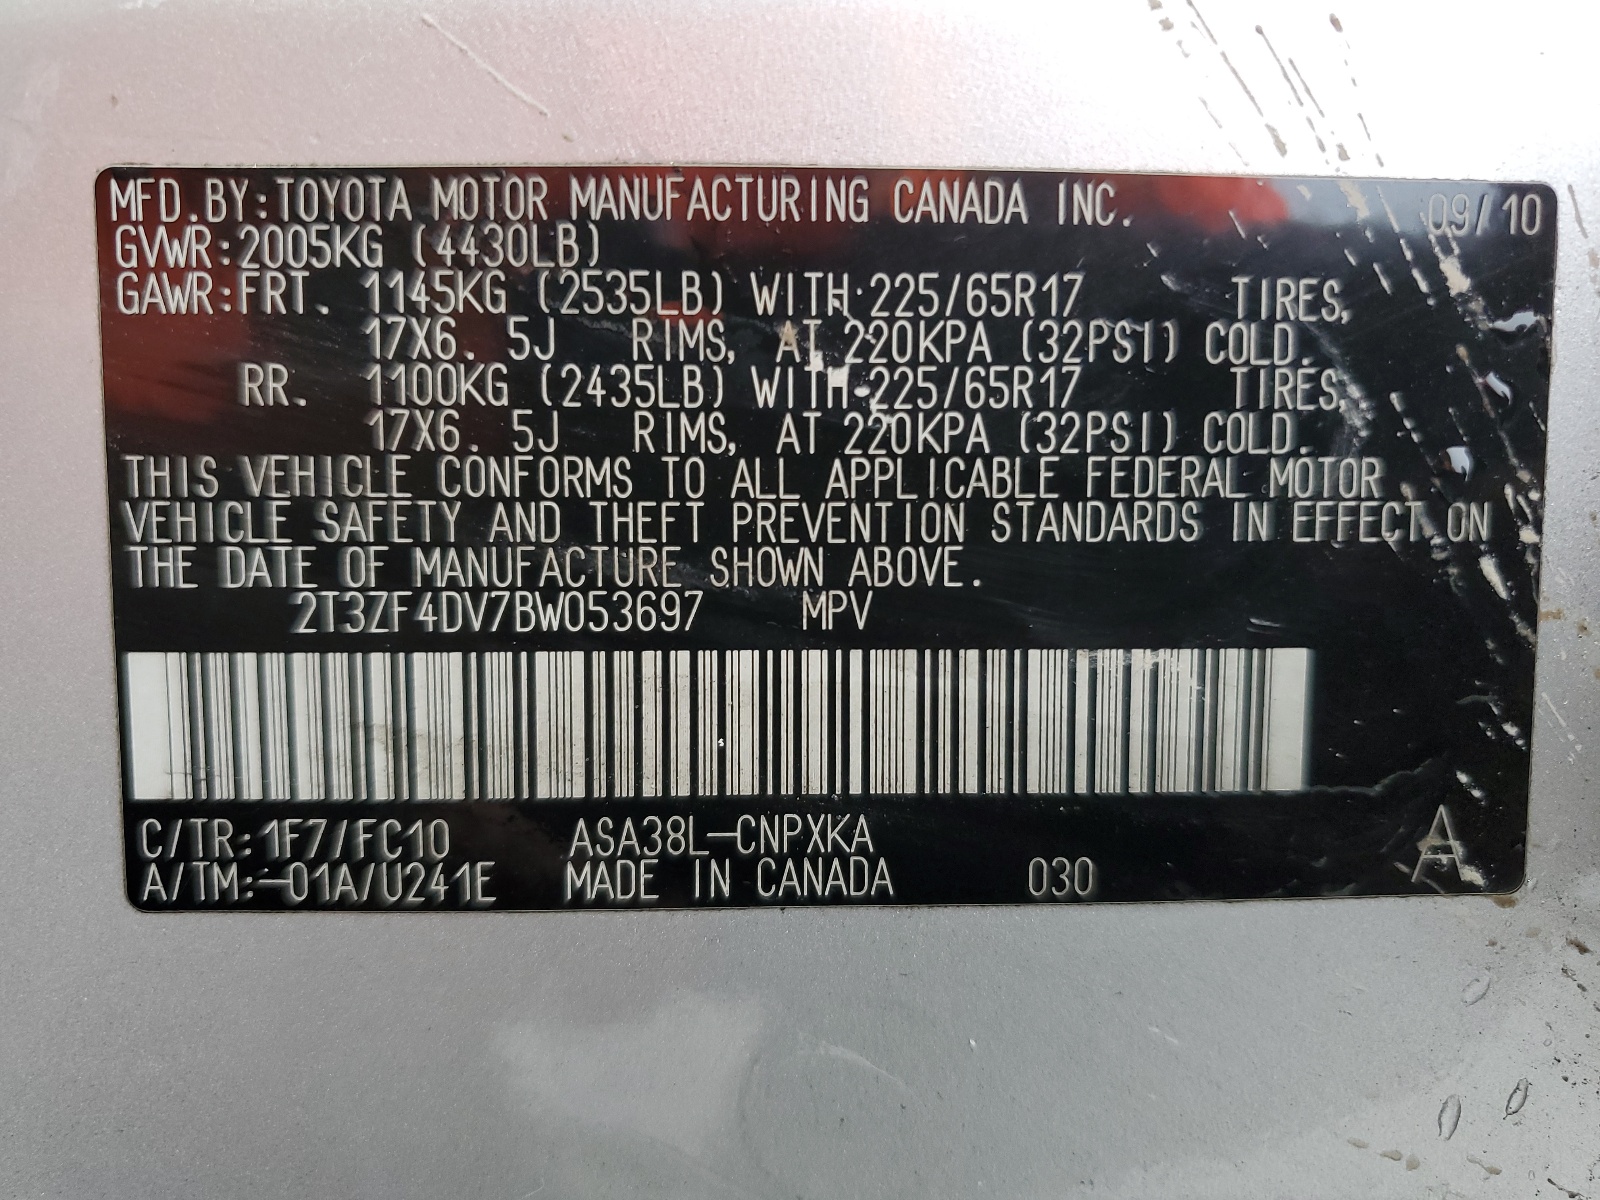 MFD.BY:TOYOTA MOTOR MANUFACTURING CANADA INC. 09/10
GVWR:2005KG (4430LB)
GAWR:FRT. 1145KG (2535LB) WITH 225/65R17 TIRES,
17X6.5J RIMS, AT 220KPA (32PSI) COLD.
RR. 1100KG (2435LB) WITH 225/65R17 TIRES,
17X6.5J RIMS, AT 220KPA (32PSI) COLD.
THIS VEHICLE CONFORMS TO ALL APPLICABLE FEDERAL MOTOR
VEHICLE SAFETY AND THEFT PREVENTION STANDARDS IN EFFECT ON
THE DATE OF MANUFACTURE SHOWN ABOVE.
2T3ZF4DV7BW053697 MPV
C/TR:1F7/FC10 ASA38L-CNPXKA
A/TM:-01A/U241E MADE IN CANADA 030 A